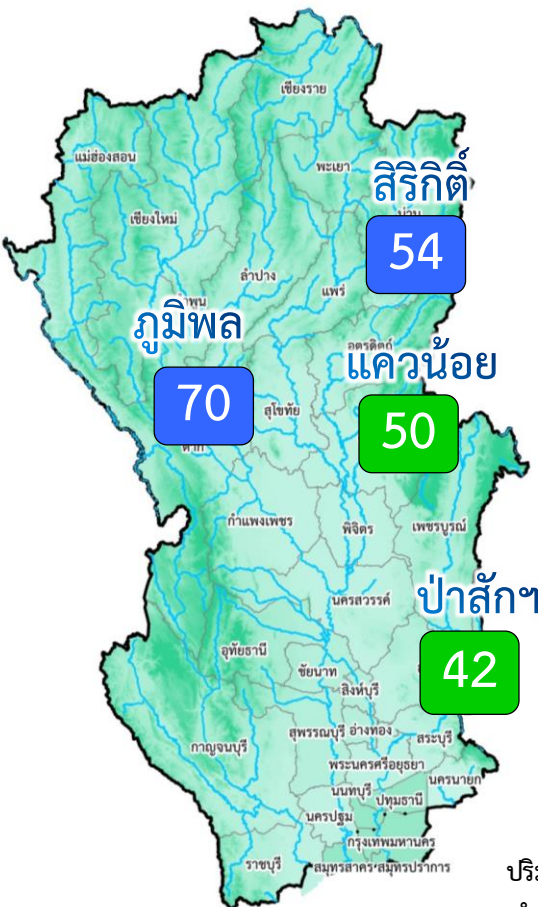 เชียงราย
แม่ฮ่องสอน
พะเยา
สิริกิติ์
เชียงใหม่
น่าน
54
ลำปาง
แพร่
ลำพูน
ภูมิพล
อุตรดิตถ์
แควน้อย
70
สุโขทัย
50
ตาก
กำแพงเพชร
พิจิตร
เพชรบูรณ์
นครสวรรค์
ป่าสักฯ
อุทัยธานี
42
ชัยนาท
สิงห์บุรี
สุพรรณบุรี
อ่างทอง
สระบุรี
กาญจนบุรี
พระนครศรีอยุธยา
นครนายก
นนทบุรี
ปทุมธานี
นครปฐม
กรุงเทพมหานคร
ราชบุรี
สมุทรสาคร
สมุทรปราการ